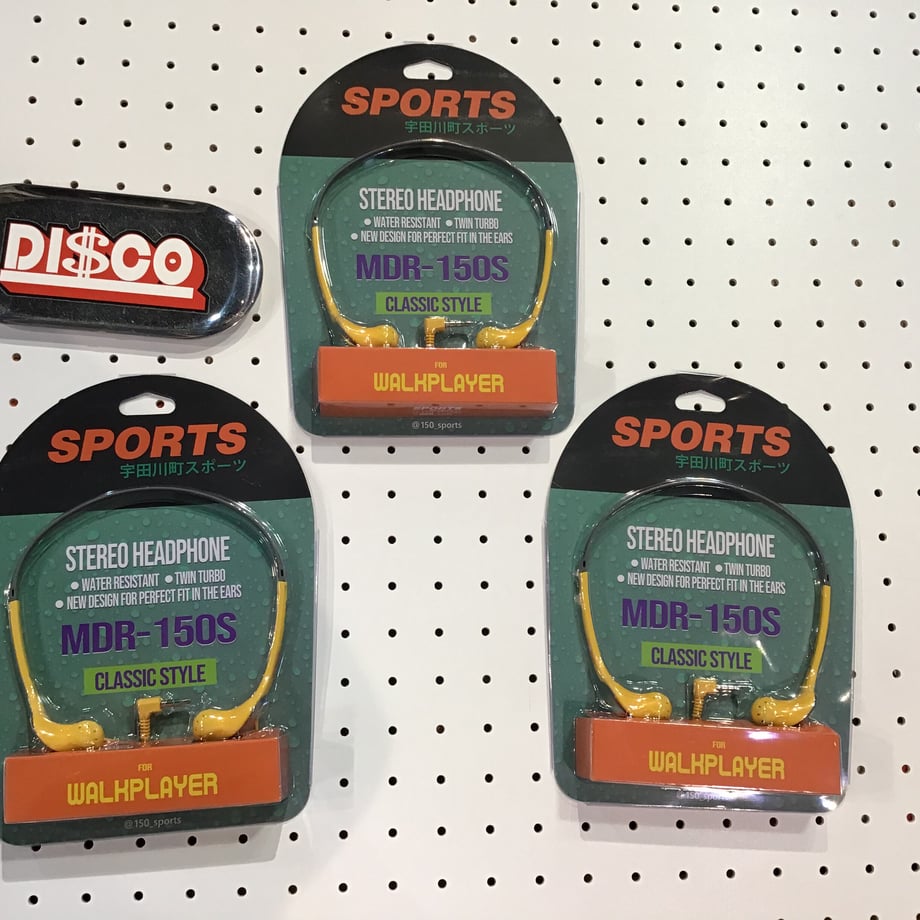 SPORTS
宇田川町スポーツ
STEREO HEADPHONE
● WATER RESISTANT ● TWIN TURBO
● NEW DESIGN FOR PERFECT FIT IN THE EARS
MDR-150S
CLASSIC STYLE
FOR
WALKPLAYER
SPORTS
@150_sports
DI$CO
SPORTS
宇田川町スポーツ
STEREO HEADPHONE
● WATER RESISTANT ● TWIN TURBO
● NEW DESIGN FOR PERFECT FIT IN THE EARS
MDR-150S
CLASSIC STYLE
FOR
WALKPLAYER
@150_sports
SPORTS
宇田川町スポーツ
STEREO HEADPHONE
● WATER RESISTANT ● TWIN TURBO
● NEW DESIGN FOR PERFECT FIT IN THE EARS
MDR-150S
CLASSIC STYLE
FOR
WALKPLAYER
@150_sports